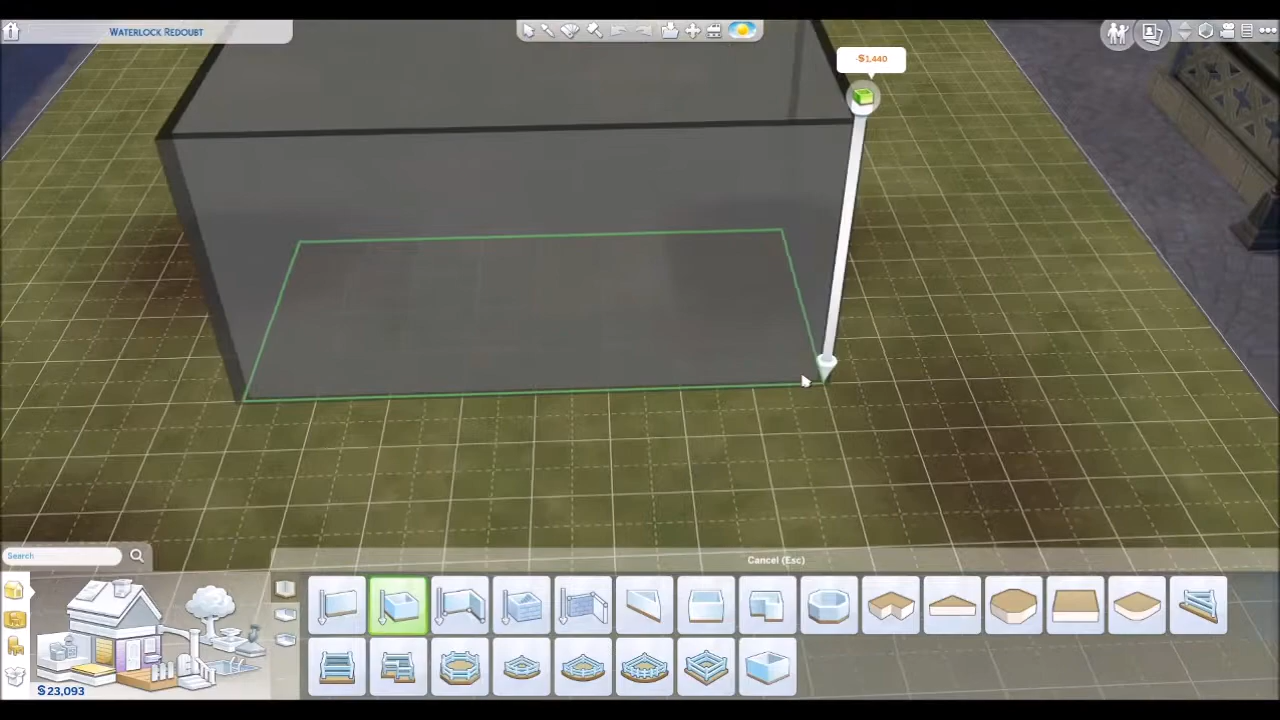 WATERLOCK REDOUBT
-$1,440
Cancel (Esc)
Search
$23,093